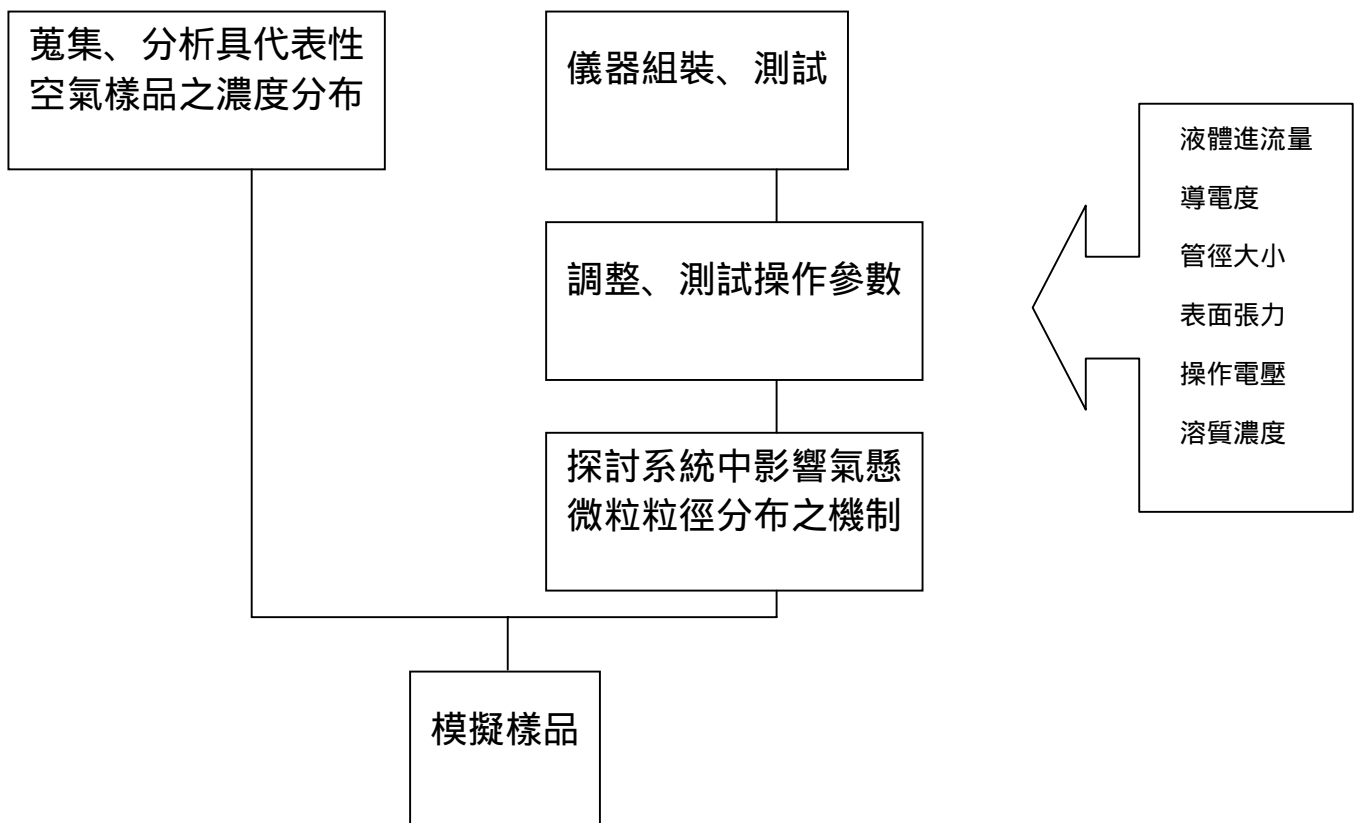 蒐集、分析具代表性
空氣樣品之濃度分布
儀器組裝、測試
調整、測試操作參數
探討系統中影響氣懸
微粒粒徑分布之機制
模擬樣品
液體進流量
導電度
管徑大小
表面張力
操作電壓
溶質濃度